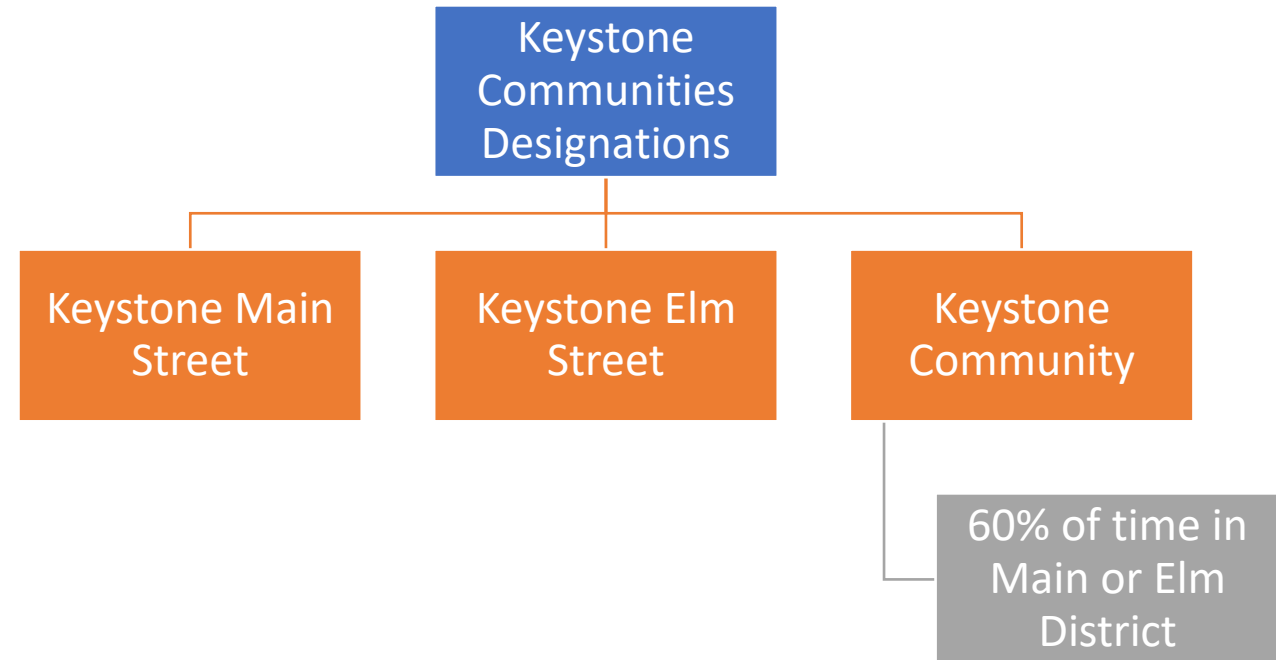 Keystone
Communities
Designations
Keystone Main
Street
Keystone Elm
Street
Keystone
Community
60% of time in
Main or Elm
District